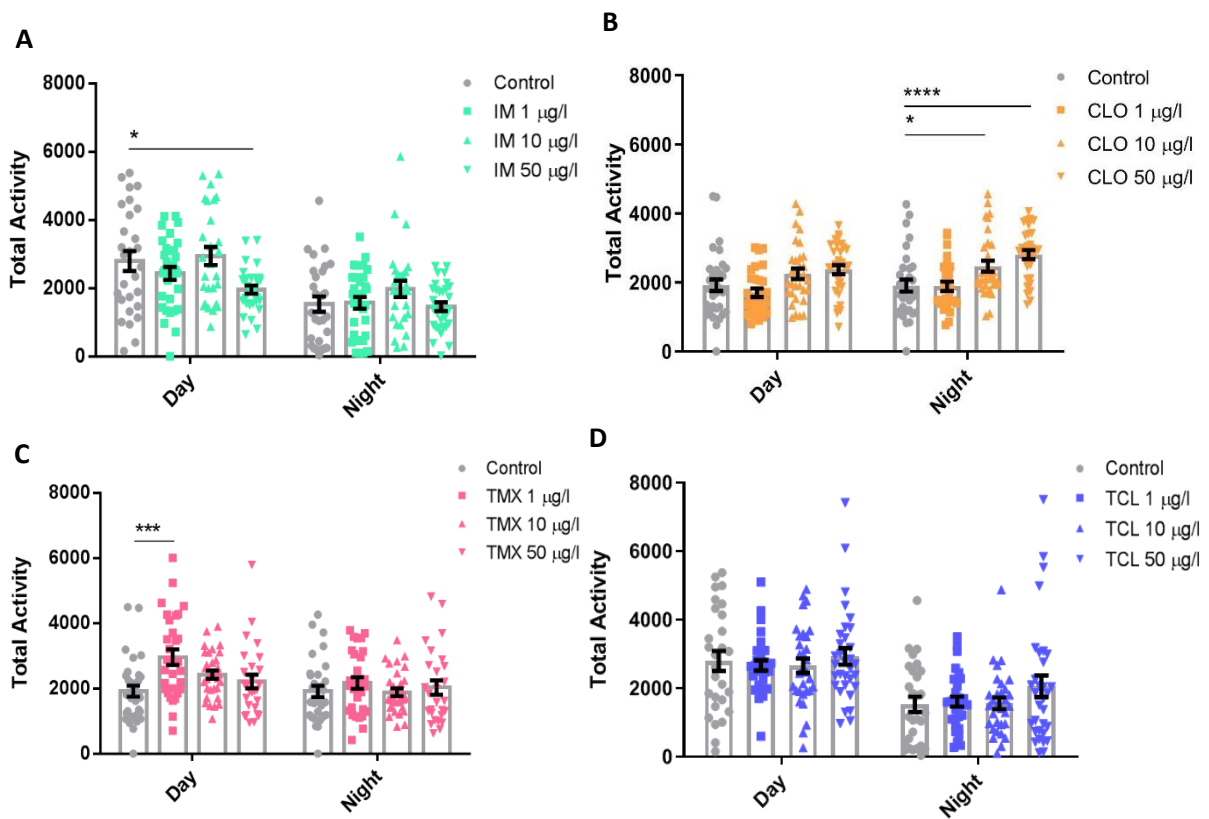 A
8000
6000
4000
2000
0
Total Activity
*
Day
Night
Control
IM 1 µg/l
IM 10 µg/l
IM 50 µg/l
B
8000
6000
4000
2000
0
Total Activity
****
*
Day
Night
Control
CLO 1 µg/l
CLO 10 µg/l
CLO 50 µg/l
C
8000
6000
4000
2000
0
Total Activity
***
Day
Night
Control
TMX 1 µg/l
TMX 10 µg/l
TMX 50 µg/l
D
8000
6000
4000
2000
0
Total Activity
Day
Night
Control
TCL 1 µg/l
TCL 10 µg/l
TCL 50 µg/l